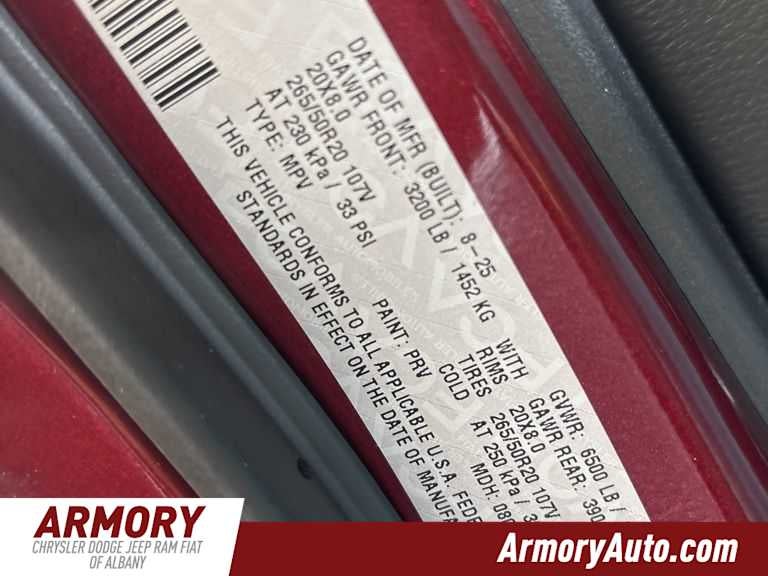 DATE OF MFR (BUILT): 8-25 GVWR: 6500 LB /
GAWR FRONT: 3200 LB / 1452 KG WITH GAWR REAR:
20X8.0 RIMS 20X8.0
265/50R20 107V TIRES 265/50R20 107V
AT 230 kPa / 33 PSI COLD AT 250 kPa /
TYPE: MPV PAINT: PRV MDH:
THIS VEHICLE CONFORMS TO ALL APPLICABLE U.S.A.
STANDARDS IN EFFECT ON THE DATE OF
ARMORY
CHRYSLER DODGE JEEP RAM FIAT
OF ALBANY
ArmoryAuto.com